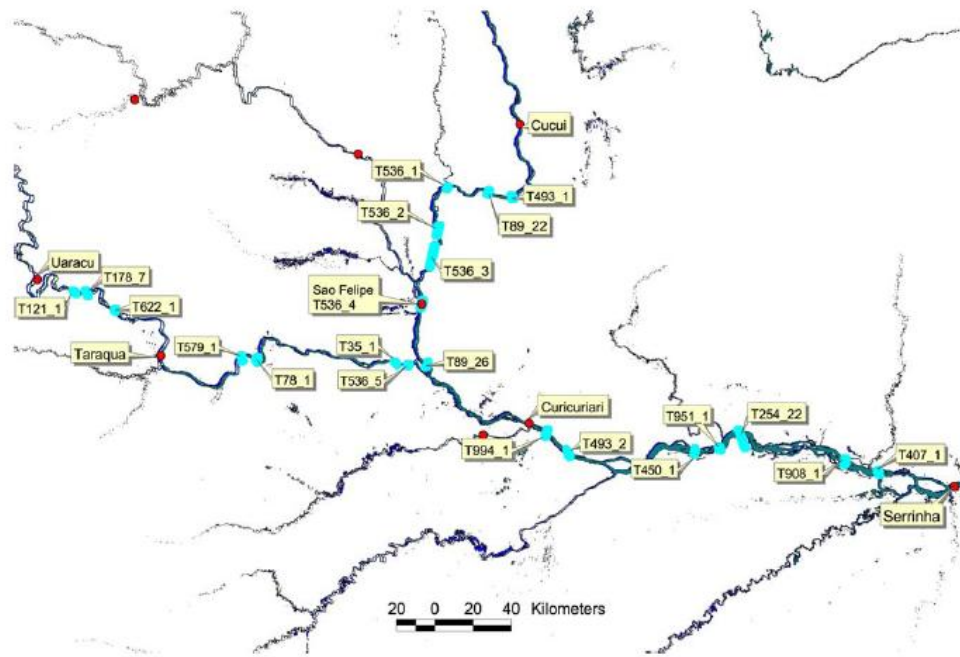 Cucui
T536_1
T493_1
T536_2
T89_22
Uaracu
T178_7
T536_3
T121_1
T622_1
Sao Felipe
T536_4
Taraqua
T579_1
T35_1
T89_26
T78_1
T536_5
Curicuriari
T951_1
T254_22
T994_1
T493_2
T450_1
T908_1
T407_1
Serrinha
20 0 20 40 Kilometers